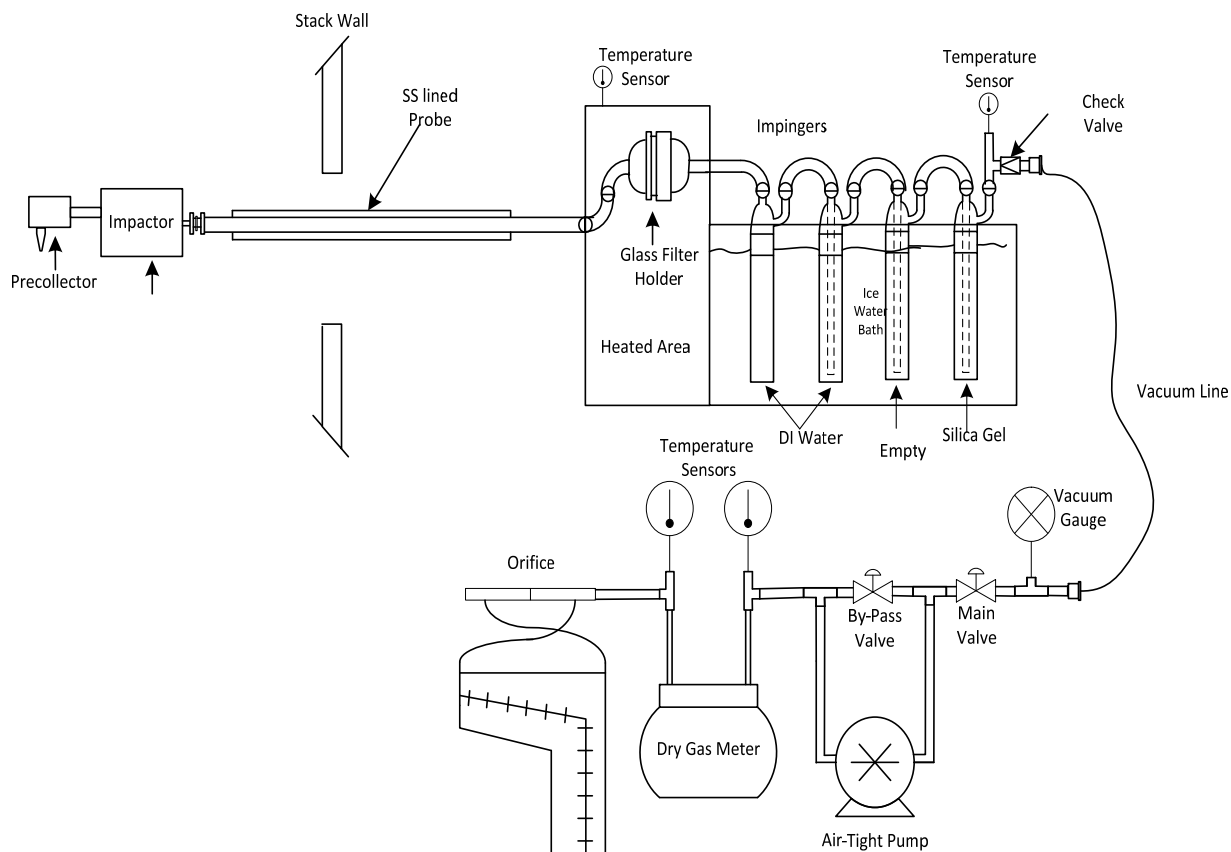 Stack Wall
Temperature
Sensor
Temperature
Sensor
SS lined
Probe
Check
Valve
Impingers
Impactor
Precollector
Glass Filter
Holder
Ice
Water
Bath
Heated Area
Vacuum Line
DI Water
Empty
Silica Gel
Temperature
Sensors
Vacuum
Gauge
Orifice
By-Pass
Valve
Main
Valve
Dry Gas Meter
Air-Tight Pump